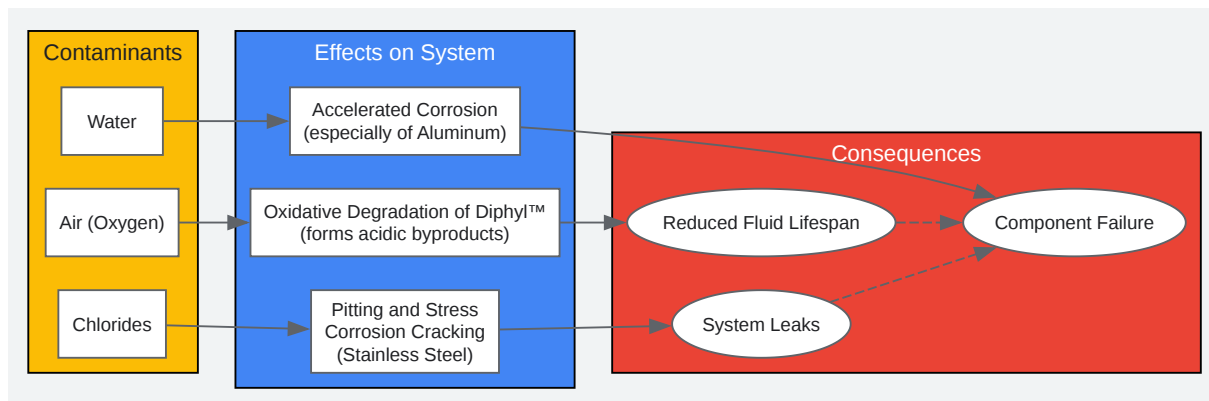 Contaminants
Water
Air (Oxygen)
Chlorides
Effects on System
Accelerated Corrosion
(especially of Aluminum)
Oxidative Degradation of Diphyl™
(forms acidic byproducts)
Pitting and Stress
Corrosion Cracking
(Stainless Steel)
Consequences
Reduced Fluid Lifespan
Component Failure
System Leaks